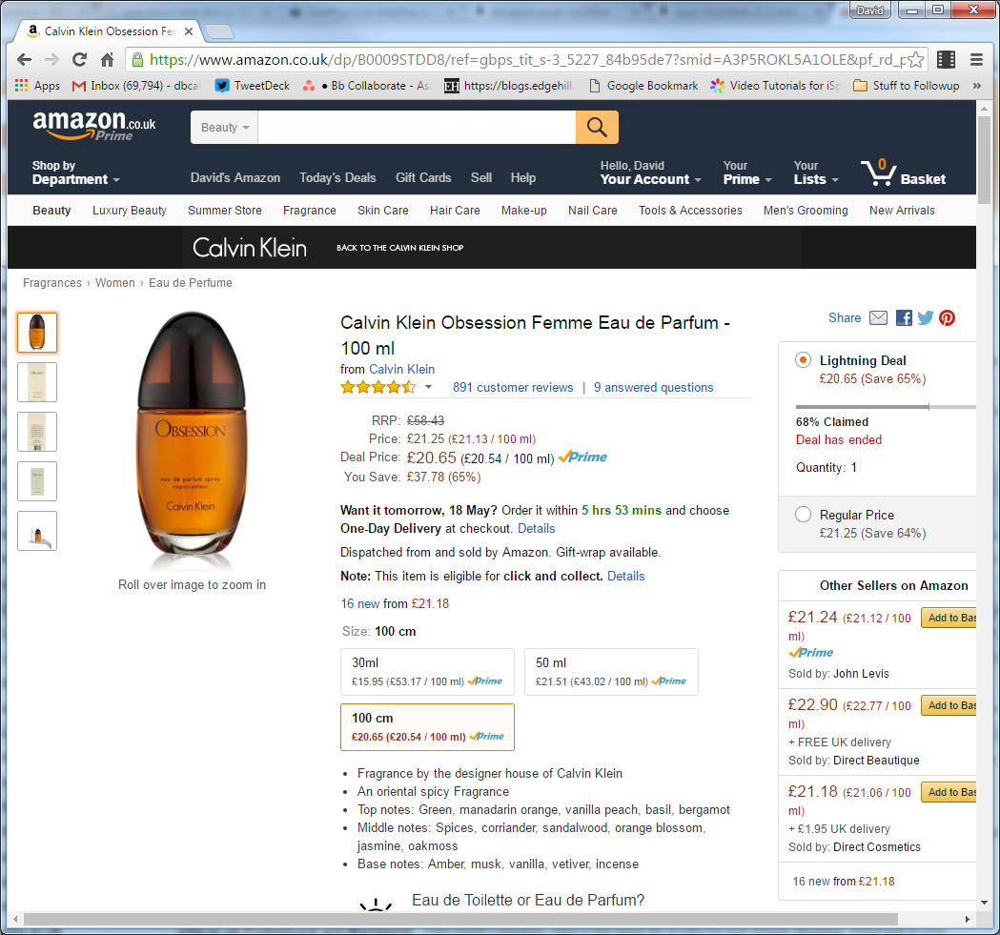 David
Calvin Klein Obsession Fe
https://www.amazon.co.uk/dp/B0009STDD8/ref=gbps_tit_s-3_5227_84b95de7?smid=A3P5ROKL5A1OLE&pf_rd_p
Apps Inbox (69,794) - dbca TweetDeck • Bb Collaborate - As EH https://blogs.edgehill. Google Bookmark Video Tutorials for iSp Stuff to Followup »
amazon.co.uk
Prime
Beauty
Shop by
Department
David's Amazon Today's Deals Gift Cards Sell Help
Hello, David
Your Account
Your
Prime
Your
Lists
0
Basket
Beauty Luxury Beauty Summer Store Fragrance Skin Care Hair Care Make-up Nail Care Tools & Accessories Men's Grooming New Arrivals
Calvin Klein BACK TO THE CALVIN KLEIN SHOP
Fragrances › Women › Eau de Perfume
OBSESSION
eau de parfum spray
vaporisateur
Calvin Klein
Roll over image to zoom in
Calvin Klein Obsession Femme Eau de Parfum -
100 ml
from Calvin Klein
891 customer reviews | 9 answered questions
RRP: £58.43
Price: £21.25 (£21.13 / 100 ml)
Deal Price: £20.65 (£20.54 / 100 ml) Prime
You Save: £37.78 (65%)
Want it tomorrow, 18 May? Order it within 5 hrs 53 mins and choose
One-Day Delivery at checkout. Details
Dispatched from and sold by Amazon. Gift-wrap available.
Note: This item is eligible for click and collect. Details
16 new from £21.18
Size: 100 cm
30ml
£15.95 (£53.17 / 100 ml) Prime
50 ml
£21.51 (£43.02 / 100 ml) Prime
100 cm
£20.65 (£20.54 / 100 ml) Prime
• Fragrance by the designer house of Calvin Klein
• An oriental spicy Fragrance
• Top notes: Green, manadarin orange, vanilla peach, basil, bergamot
• Middle notes: Spices, corriander, sandalwood, orange blossom,
jasmine, oakmoss
• Base notes: Amber, musk, vanilla, vetiver, incense
Eau de Toilette or Eau de Parfum?
Share
Lightning Deal
£20.65 (Save 65%)
68% Claimed
Deal has ended
Quantity: 1
Regular Price
£21.25 (Save 64%)
Other Sellers on Amazon
£21.24 (£21.12 / 100
ml)
Add to Bas
Prime
Sold by: John Levis
£22.90 (£22.77 / 100
ml)
Add to Bas
+ FREE UK delivery
Sold by: Direct Beautique
£21.18 (£21.06 / 100
ml)
Add to Bas
+ £1.95 UK delivery
Sold by: Direct Cosmetics
16 new from £21.18